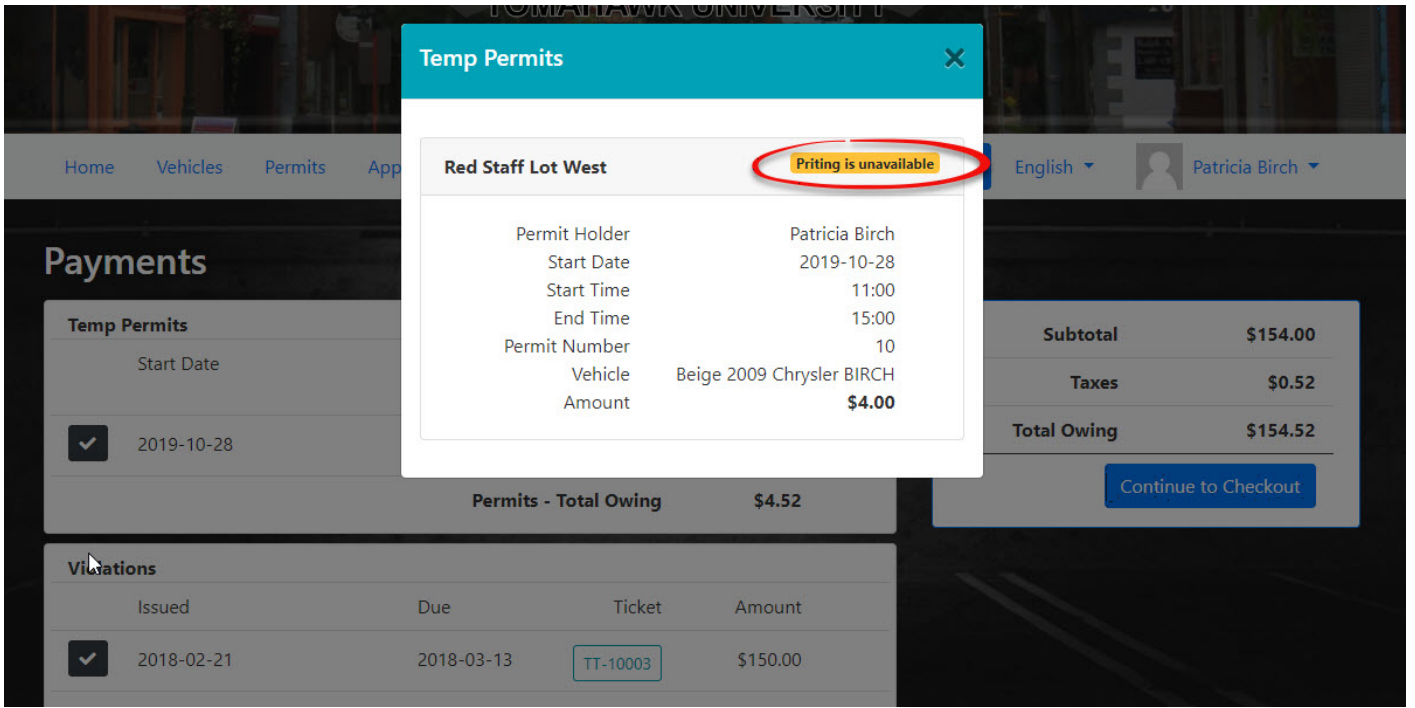 TOMAHAWK UNIVERSITY
Temp Permits
Home Vehicles Permits App English Patricia Birch
Red Staff Lot West Priting is unavailable
Permit Holder Patricia Birch
Start Date 2019-10-28
Start Time 11:00
End Time 15:00
Permit Number 10
Vehicle Beige 2009 Chrysler BIRCH
Amount $4.00
Payments
Temp Permits
Start Date
2019-10-28
Permits - Total Owing $4.52
Subtotal $154.00
Taxes $0.52
Total Owing $154.52
Continue to Checkout
Violations
Issued Due Ticket Amount
2018-02-21 2018-03-13 TT-10003 $150.00